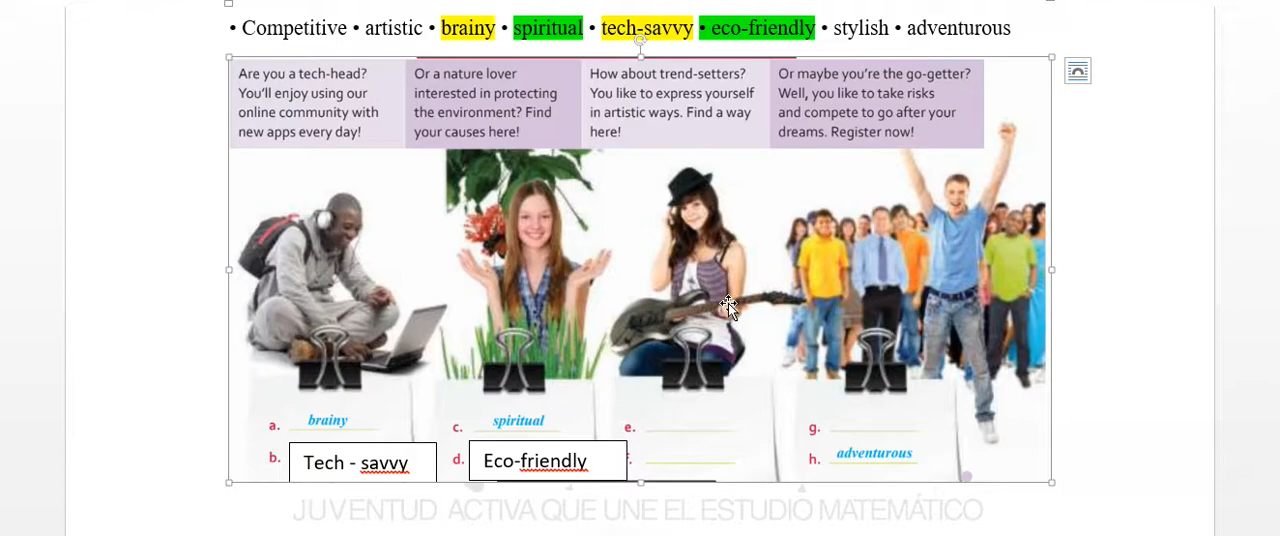 • Competitive • artistic • brainy • spiritual • tech-savvy • eco-friendly • stylish • adventurous
Are you a tech-head?
You'll enjoy using our
online community with
new apps every day!
Or a nature lover
interested in protecting
the environment? Find
your causes here!
How about trend-setters?
You like to express yourself
in artistic ways. Find a way
here!
Or maybe you're the go-getter?
Well, you like to take risks
and compete to go after your
dreams. Register now!
a. brainy
b. Tech - savvy
c. spiritual
d. Eco-friendly
e.
f.
g.
h. adventurous
JUVENTUD ACTIVA QUE UNE EL ESTUDIO MATEMÁTICO